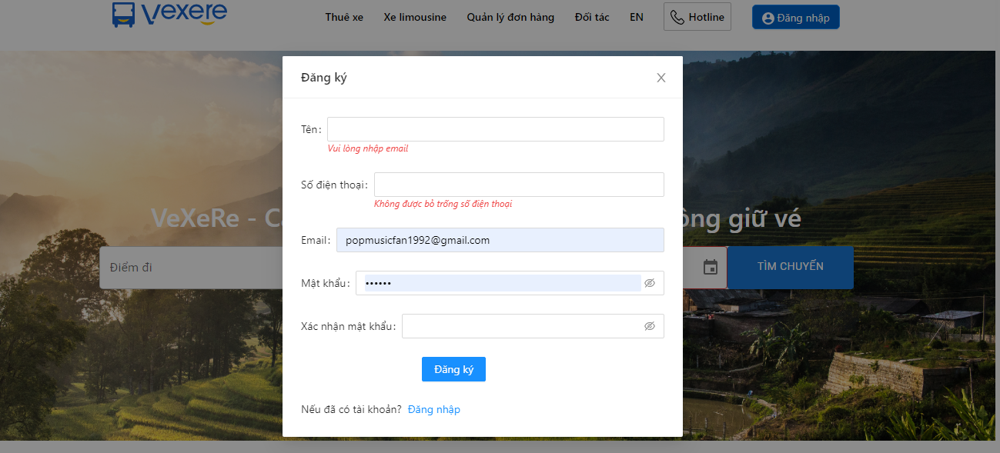 vexere
Thuê xe Xe limousine Quản lý đơn hàng Đối tác EN Hotline Đăng nhập
Đăng ký
Tên:
Vui lòng nhập email
Số điện thoại:
Không được bỏ trống số điện thoại
VeXeRe - C ông giữ vé
Email: popmusicfan1992@gmail.com
Điểm đi TÌM CHUYẾN
Mật khẩu: ••••••
Xác nhận mật khẩu:
Đăng ký
Nếu đã có tài khoản? Đăng nhập